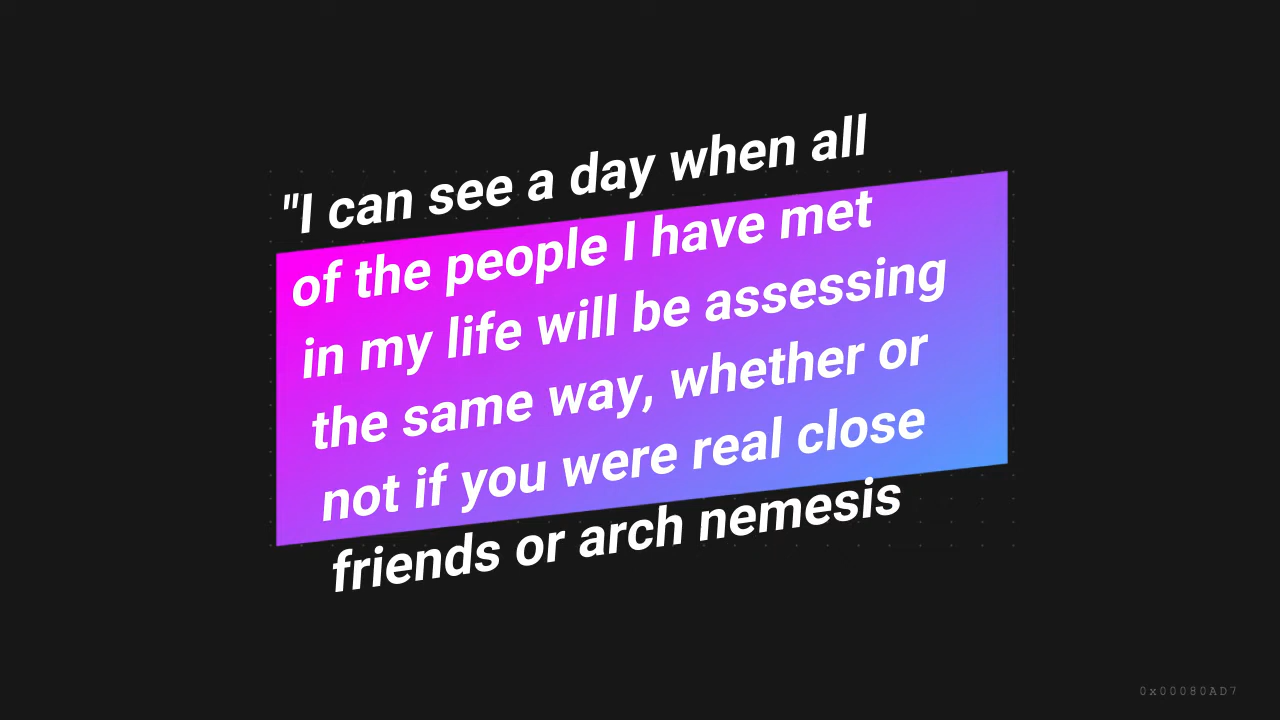 "I can see a day when all
of the people I have met
in my life will be assessing
the same way, whether or
not if you were real close
friends or arch nemesis
0x00080AD7